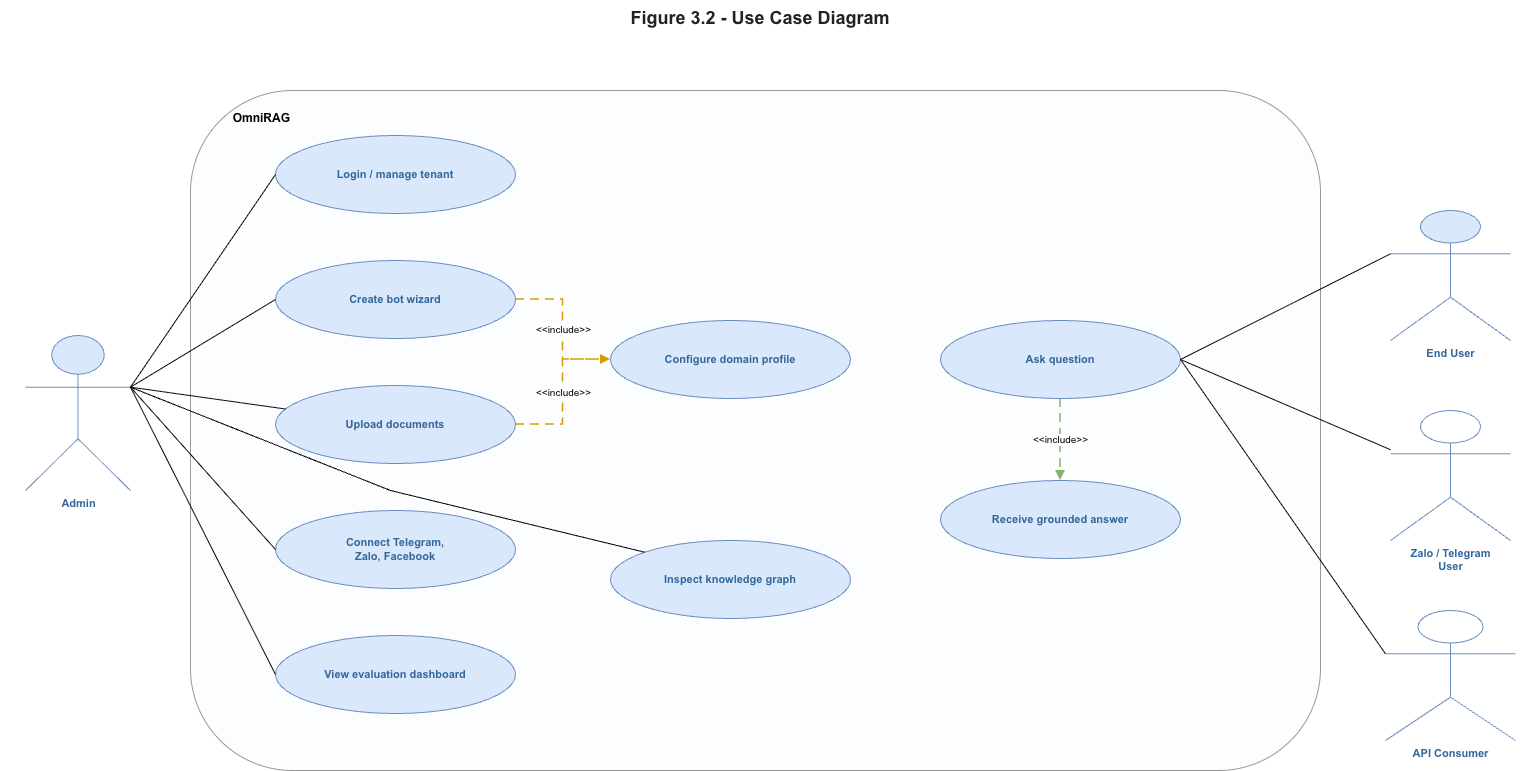 Figure 3.2 - Use Case Diagram
OmniRAG
Login / manage tenant
Create bot wizard
<<include>>
Configure domain profile
<<include>>
Upload documents
Connect Telegram,
Zalo, Facebook
Inspect knowledge graph
View evaluation dashboard
Admin
Ask question
<<include>>
Receive grounded answer
End User
Zalo / Telegram
User
API Consumer